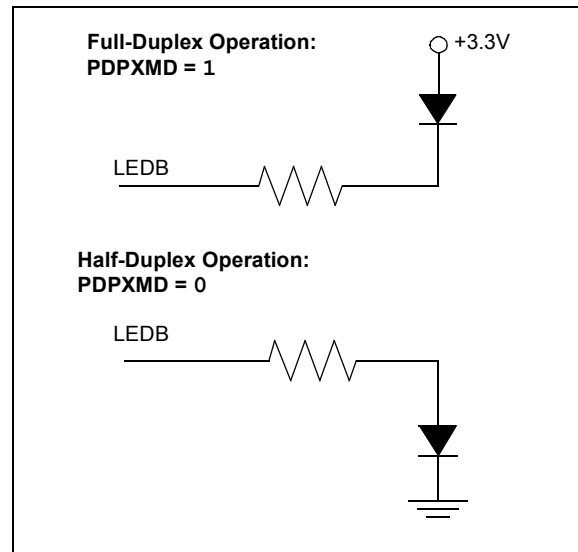 Full-Duplex Operation:
PDPXMD = 1
+3.3V
LEDB
Half-Duplex Operation:
PDPXMD = 0
LEDB